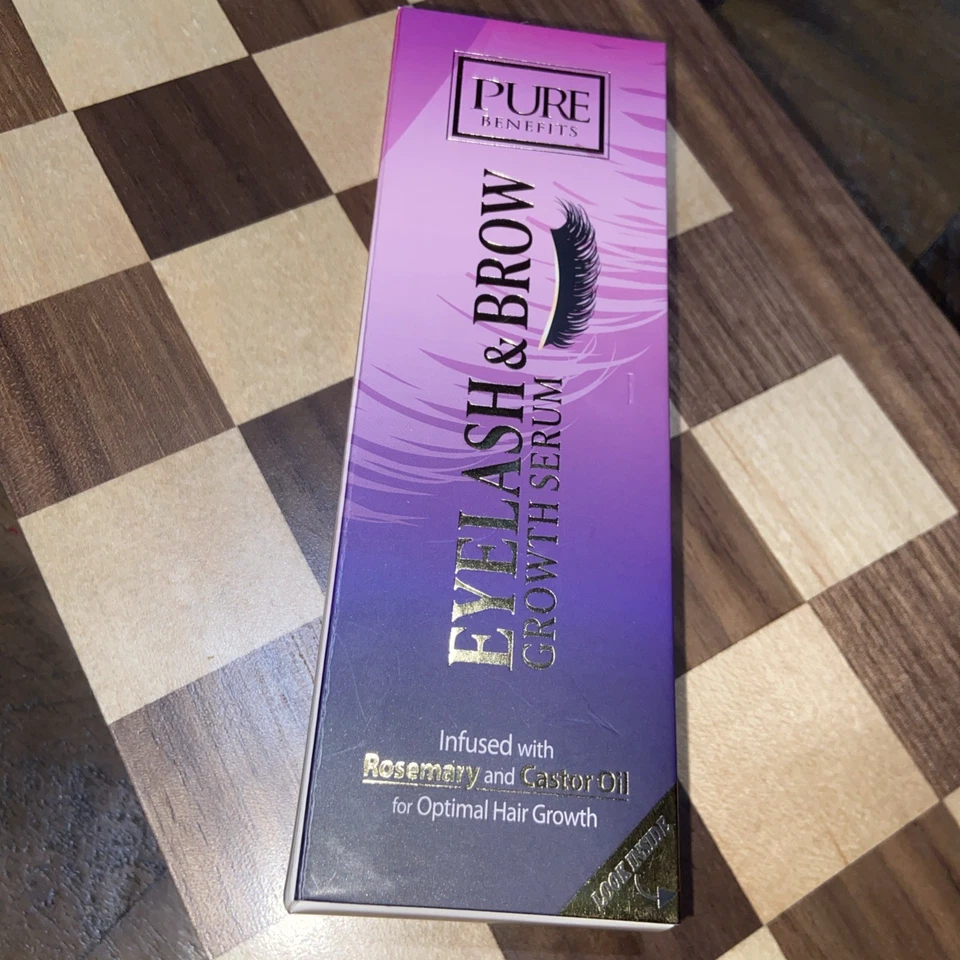 PURE
BENEFITS
EYELASH & BROW
GROWTH SERUM
Infused with
Rosemary and Castor Oil
for Optimal Hair Growth
LOOK INSIDE